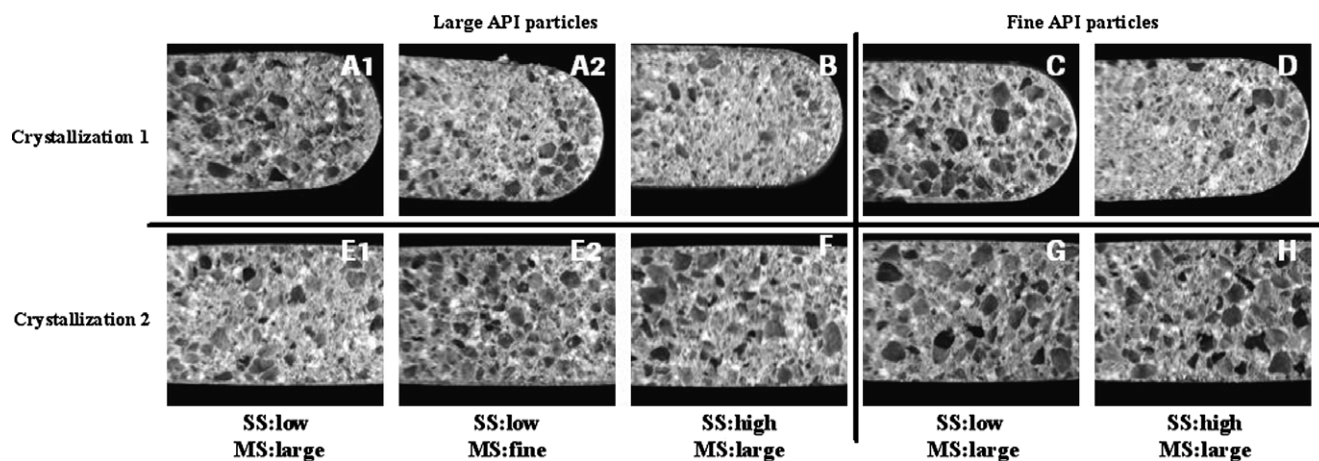 Large API particles
Fine API particles
Crystallization 1
A1
A2
B
C
D
Crystallization 2
E1
E2
F
G
H
SS:low
MS:large
SS:low
MS:fine
SS:high
MS:large
SS:low
MS:large
SS:high
MS:large